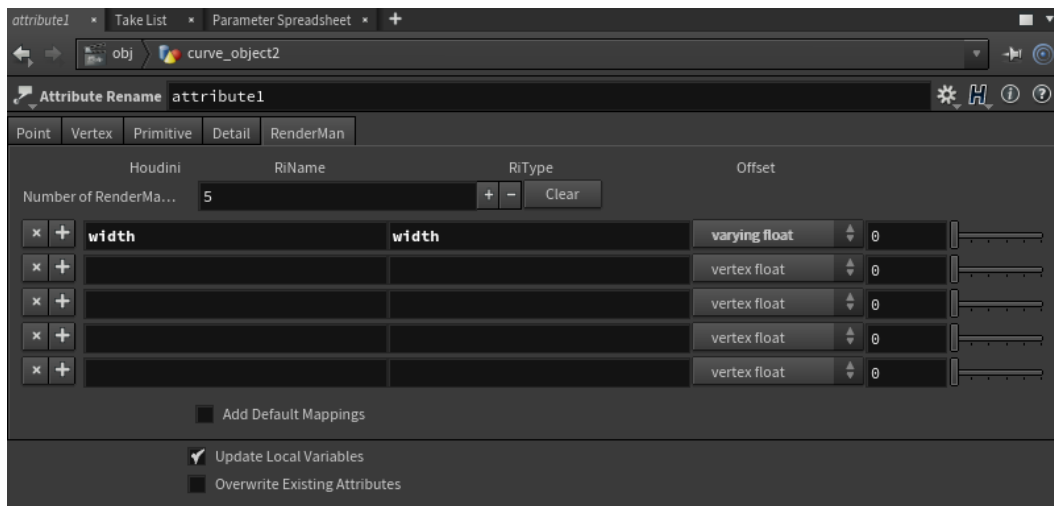 attribute1 × Take List × Parameter Spreadsheet × +
obj curve_object2
Attribute Rename attribute1
Point Vertex Primitive Detail RenderMan
Houdini RiName RiType Offset
Number of RenderMa... 5 + − Clear
× + width width varying float 0
× + vertex float 0
× + vertex float 0
× + vertex float 0
× + vertex float 0
Add Default Mappings
Update Local Variables
Overwrite Existing Attributes